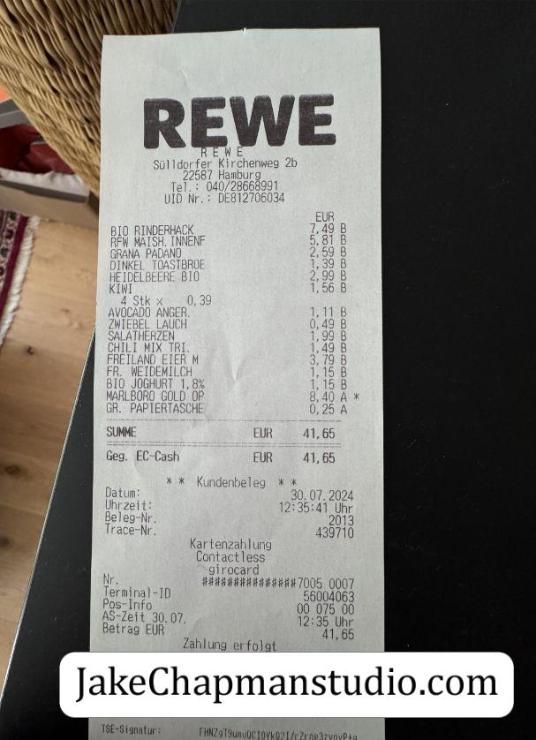 REWE
R E W E
Sülldorfer Kirchenweg 2b
22587 Hamburg
Tel.: 040/28668991
UID Nr.: DE812706034
EUR
BIO RINDERHACK 7,49 B
RFW MAISH.INNENF 5,81 B
GRANA PADANO 2,59 B
DINKEL TOASTBROE 1,39 B
HEIDELBEERE BIO 2,99 B
KIWI 1,56 B
4 Stk x 0,39
AVOCADO ANGER. 1,11 B
ZWIEBEL LAUCH 0,49 B
SALATHERZEN 1,99 B
CHILI MIX TRI. 1,49 B
FREILAND EIER M 3,79 B
FR. WEIDEMILCH 1,15 B
BIO JOGHURT 1,8% 1,15 B
MARLBORO GOLD OP 8,40 A *
GR. PAPIERTASCHE 0,25 A
SUMME EUR 41,65
Geg. EC-Cash EUR 41,65
* * Kundenbeleg * *
Datum: 30.07.2024
Uhrzeit: 12:35:41 Uhr
Beleg-Nr. 2013
Trace-Nr. 439710
Kartenzahlung
Contactless
girocard
Nr. ###############7005 0007
Terminal-ID 56004063
Pos-Info 00 075 00
AS-Zeit 30.07. 12:35 Uhr
Betrag EUR 41,65
Zahlung erfolgt
JakeChapmanstudio.com
TSE-Signatur: